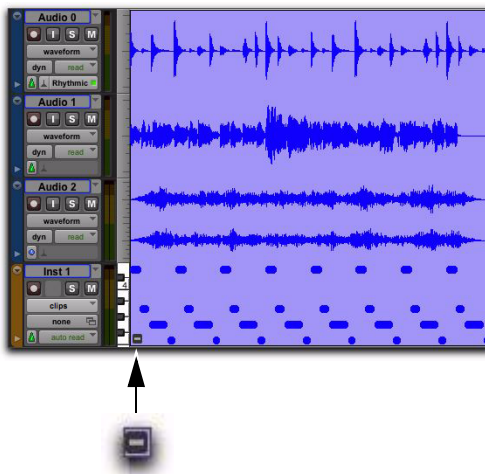 Audio 0
I S M
waveform
dyn read
Rhythmic
Audio 1
I S M
waveform
dyn read
Audio 2
I S M
waveform
dyn read
Inst 1
S M
clips
4
none
auto read